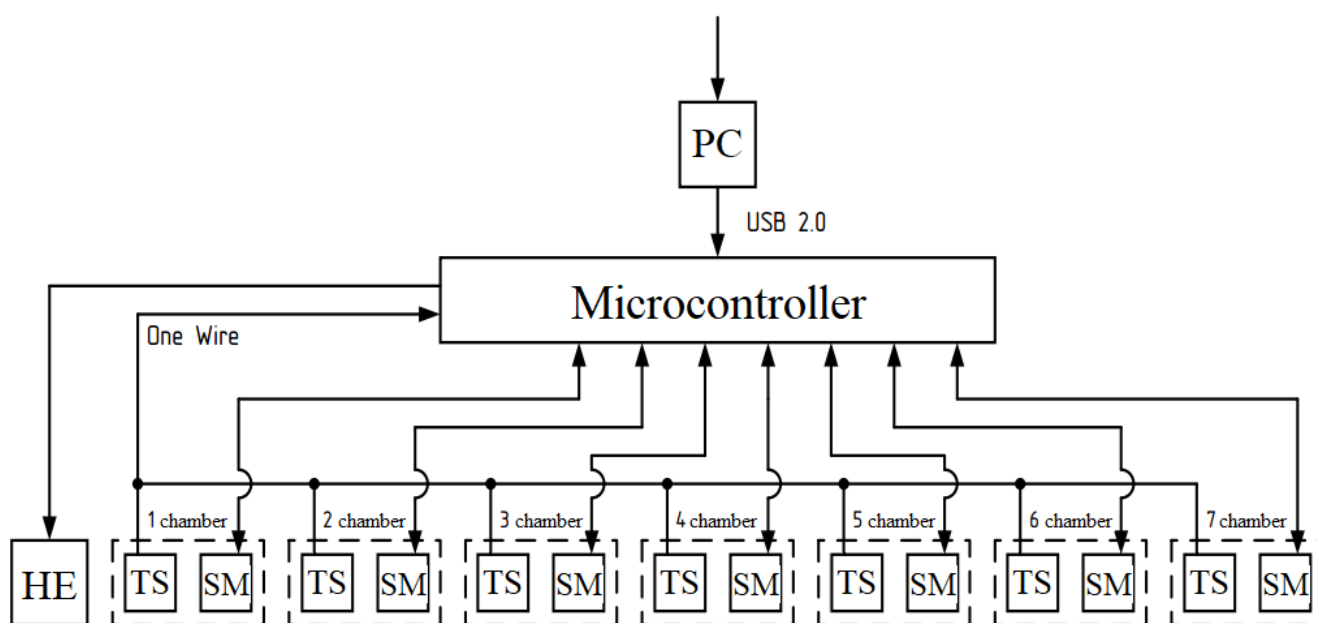 PC
USB 2.0
Microcontroller
One Wire
1 chamber
2 chamber
3 chamber
4 chamber
5 chamber
6 chamber
7 chamber
HE
TS
SM
TS
SM
TS
SM
TS
SM
TS
SM
TS
SM
TS
SM